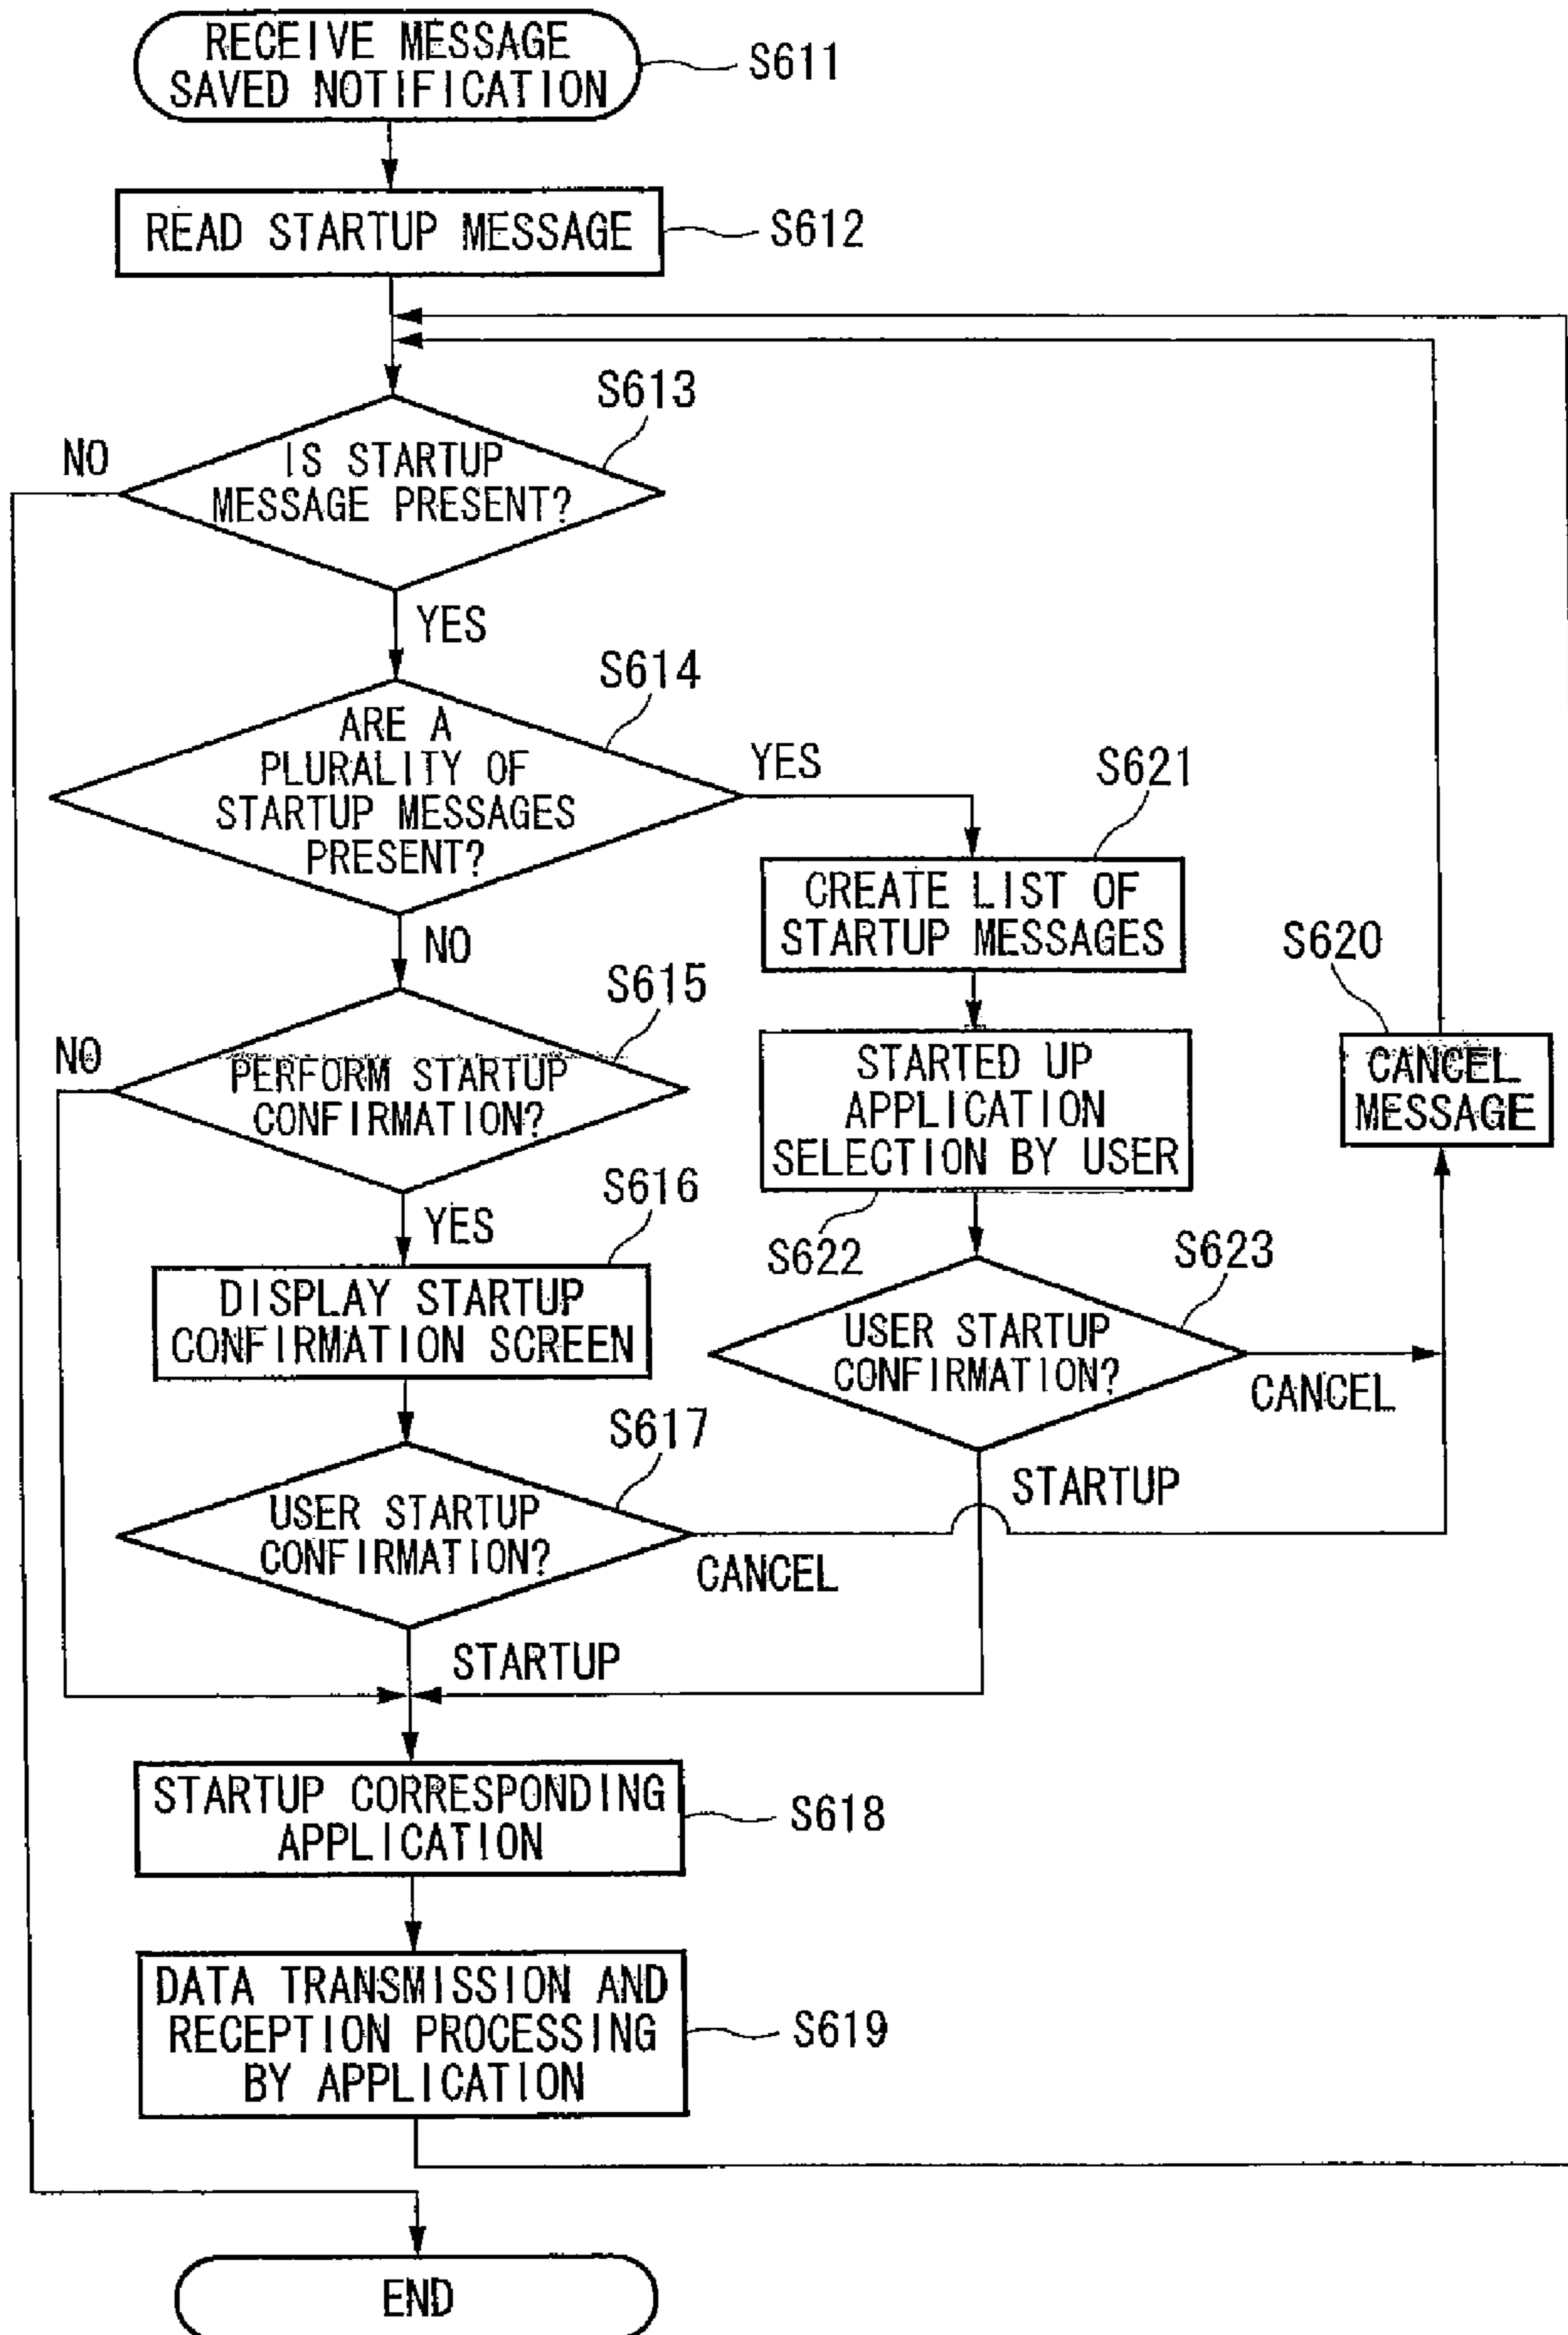 RECEIVE MESSAGE
SAVED NOTIFICATION
S611
READ STARTUP MESSAGE
S612
S613
NO
IS STARTUP
MESSAGE PRESENT?
YES
S614
ARE A
PLURALITY OF
STARTUP MESSAGES
PRESENT?
YES
S621
CREATE LIST OF
STARTUP MESSAGES
NO
S620
S615
NO
PERFORM STARTUP
CONFIRMATION?
STARTED UP
APPLICATION
SELECTION BY USER
CANCEL
MESSAGE
YES
S616
S622
S623
DISPLAY STARTUP
CONFIRMATION SCREEN
USER STARTUP
CONFIRMATION?
CANCEL
S617
STARTUP
USER STARTUP
CONFIRMATION?
CANCEL
STARTUP
STARTUP CORRESPONDING
APPLICATION
S618
DATA TRANSMISSION AND
RECEPTION PROCESSING
BY APPLICATION
S619
END